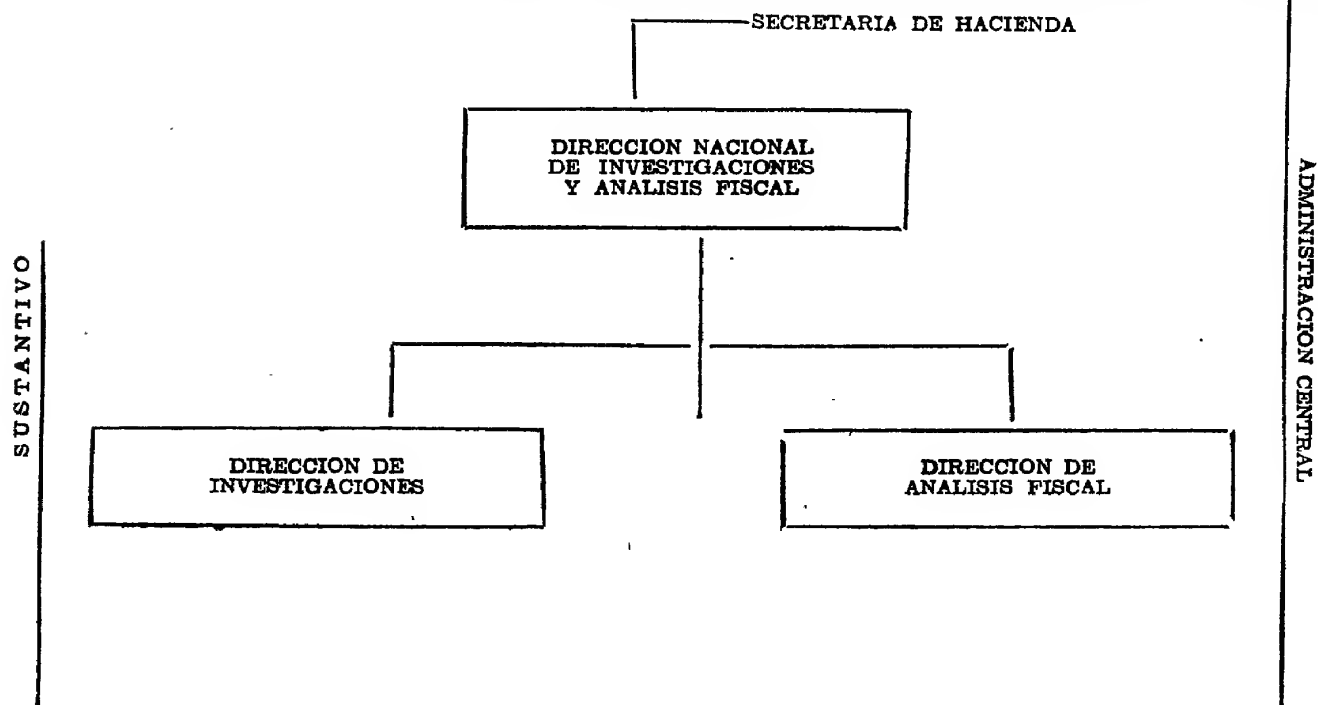 SECRETARIA DE HACIENDA
DIRECCION NACIONAL
DE INVESTIGACIONES
Y ANALISIS FISCAL
SUSTANTIVO
ADMINISTRACION CENTRAL
DIRECCION DE
INVESTIGACIONES
DIRECCION DE
ANALISIS FISCAL